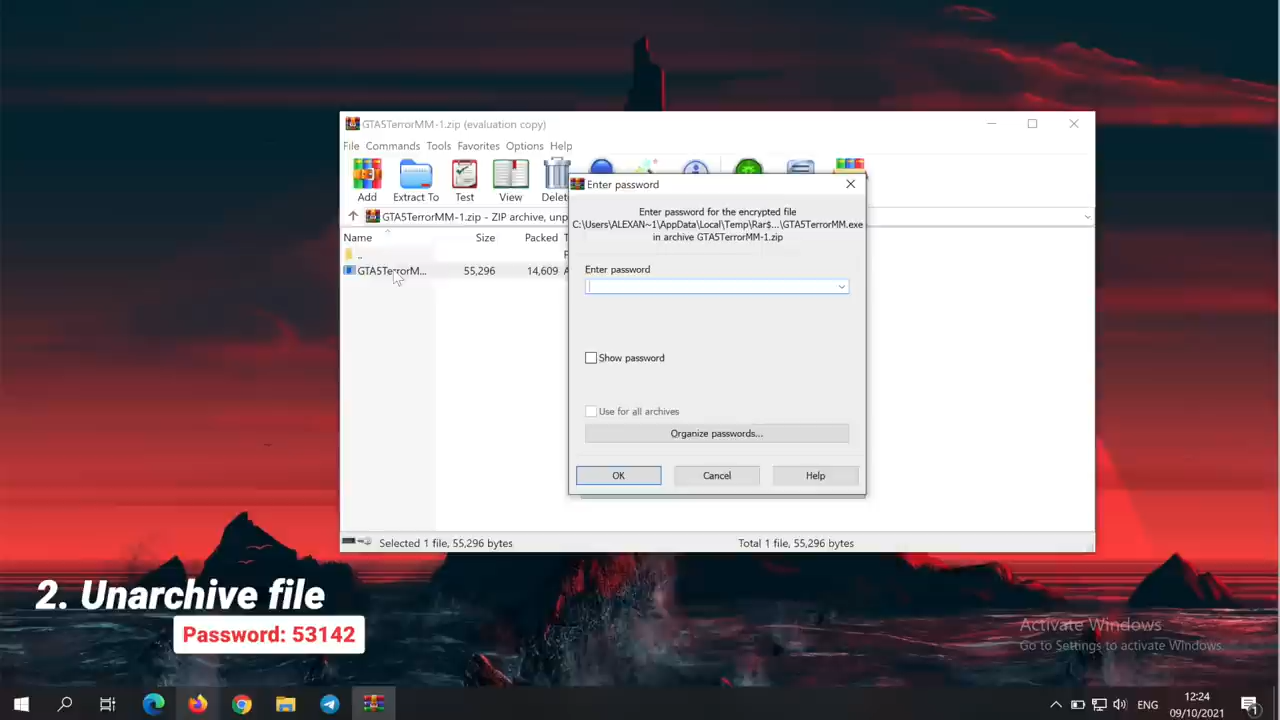 GTA5TerrorMM-1.zip (evaluation copy)
File Commands Tools Favorites Options Help
Add Extract To Test View Delet
GTA5TerrorMM-1.zip - ZIP archive, unp
Name Size Packed T
..
GTA5TerrorM... 55,296 14,609 A
Enter password
Enter password for the encrypted file
C:\Users\ALEXAN~1\AppData\Local\Temp\Rar$...\GTA5TerrorMM.exe
in archive GTA5TerrorMM-1.zip
Enter password
Show password
Use for all archives
Organize passwords...
OK Cancel Help
Selected 1 file, 55,296 bytes Total 1 file, 55,296 bytes
2. Unarchive file
Password: 53142
Activate Windows
Go to Settings to activate Windows.
ENG
12:24
09/10/2021
1